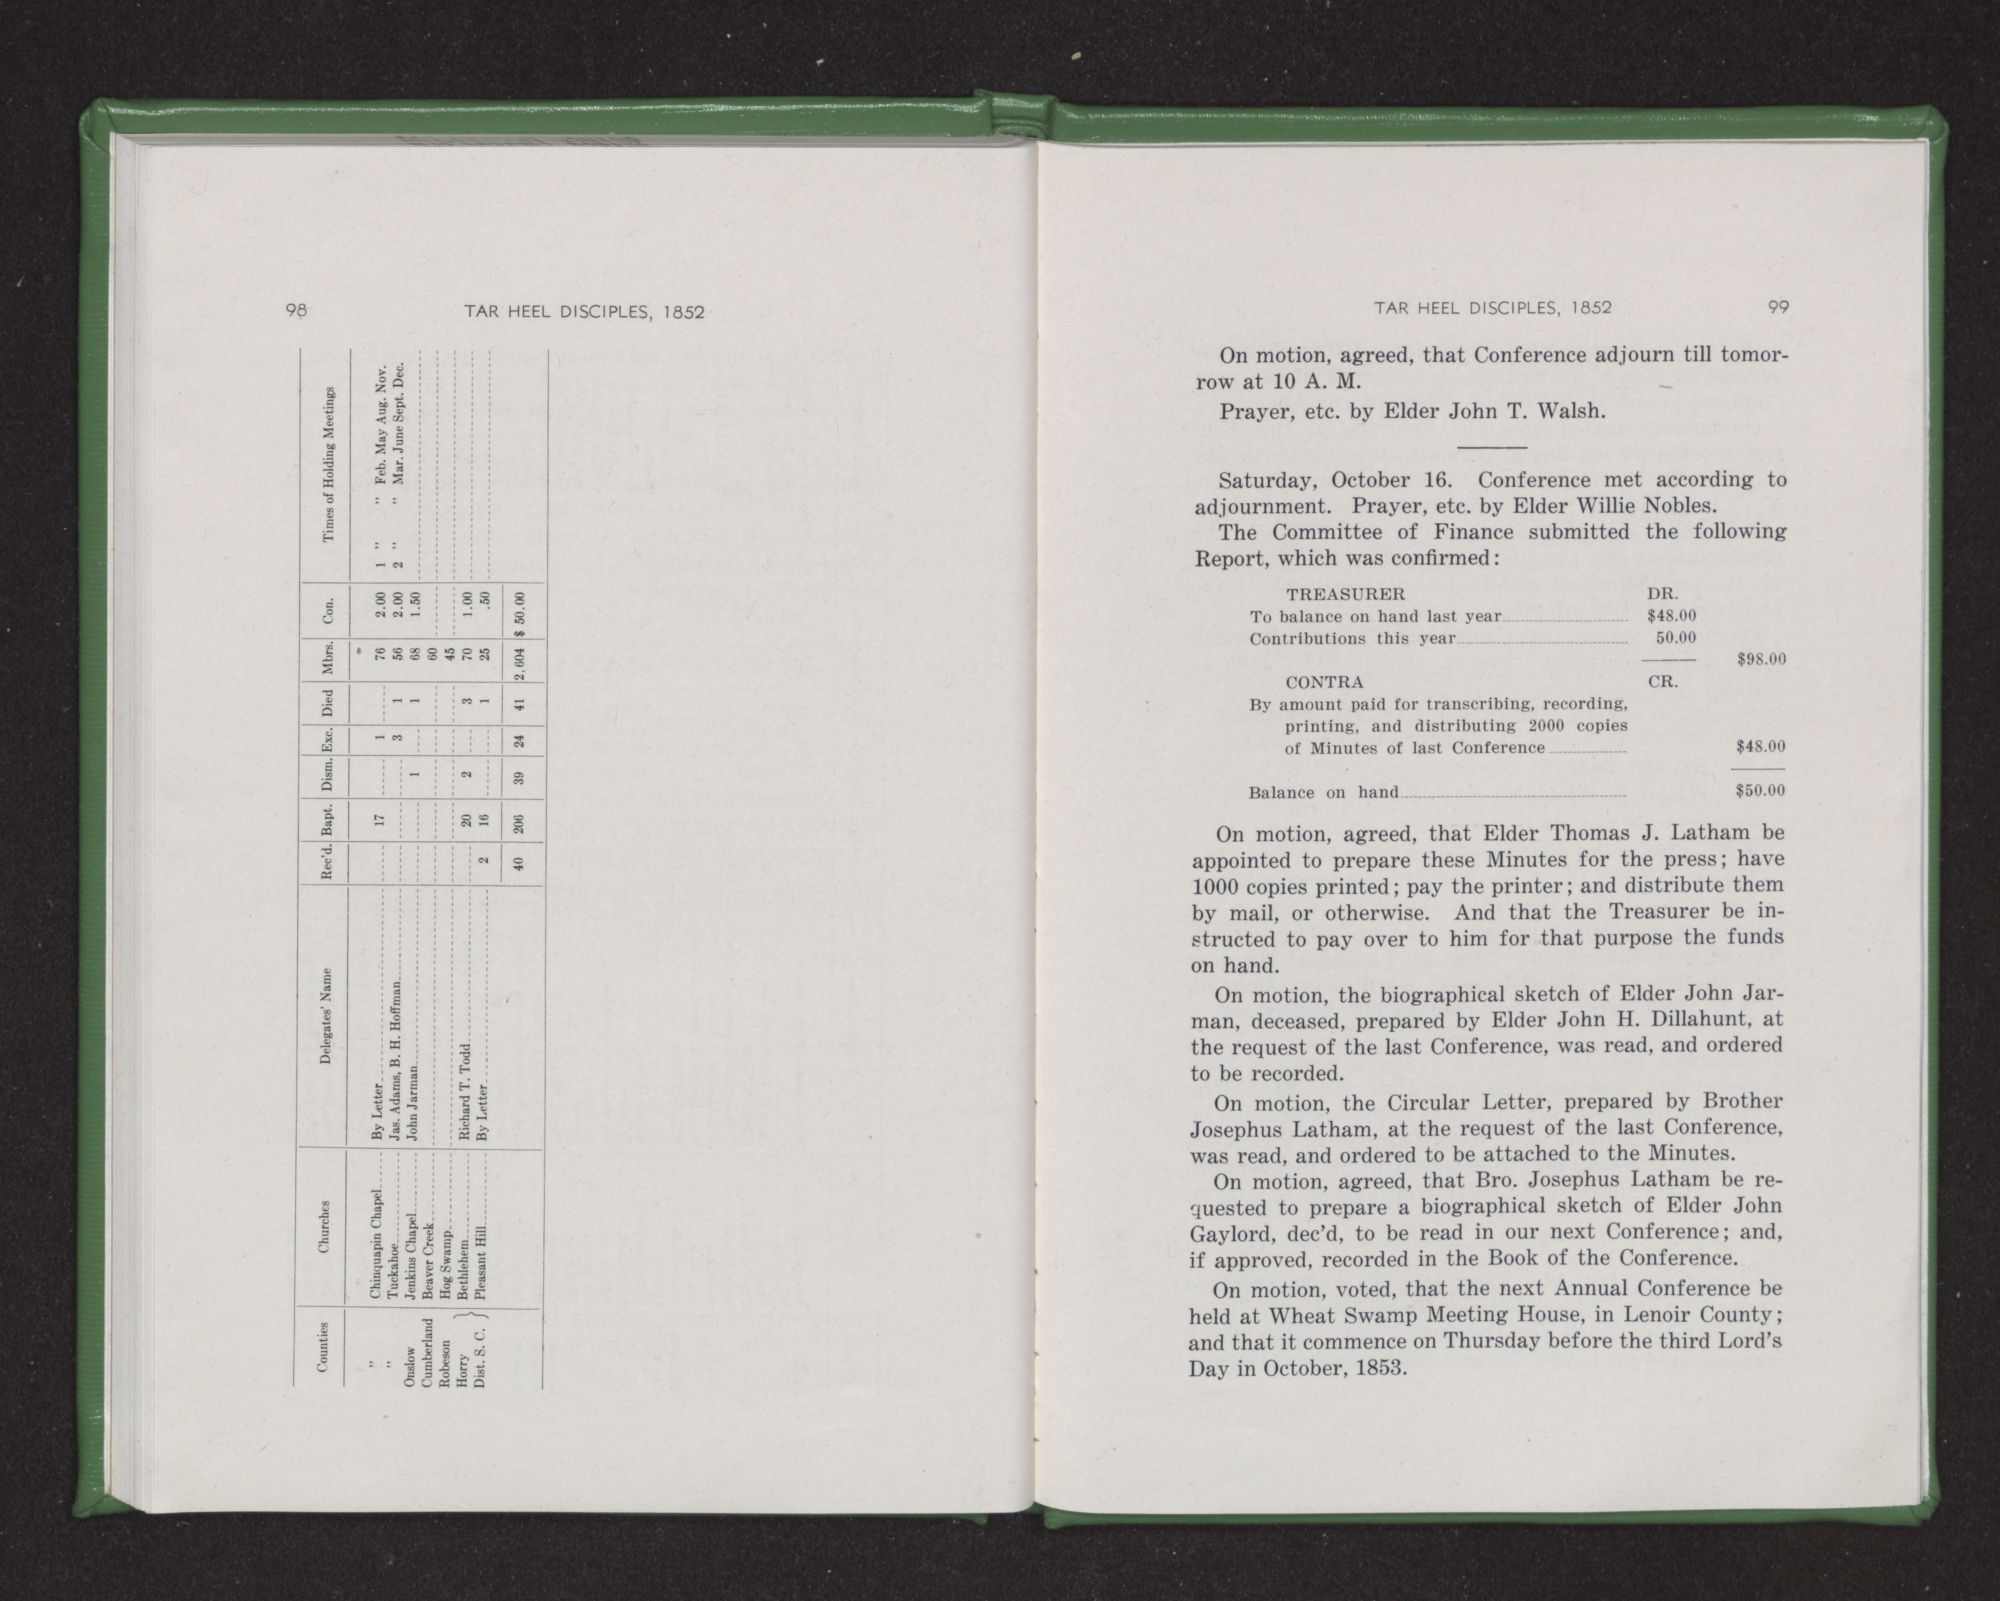 98
TAR HEEL DISCIPLES, 1852
Counties Churches Delegates' Name Rec'd. Bapt. Dism. Exc. Died Mbrs. Con. Times of Holding Meetings
" Chinquapin Chapel By Letter 17 1 76 2.00 1 " " Feb. May Aug. Nov.
" Tuckahoe Jas. Adams, B. H. Hoffman 3 1 56 2.00 2 " " Mar. June Sept. Dec.
Onslow Jenkins Chapel John Jarman 1 1 68 1.50
Cumberland Beaver Creek 60
Robeson Hog Swamp 45
Horry } Bethlehem Richard T. Todd 20 2 3 70 1.00
Dist. S. C. } Pleasant Hill By Letter 2 16 1 25 .50
40 206 39 24 41 2,604 $ 50.00
TAR HEEL DISCIPLES, 1852
99
On motion, agreed, that Conference adjourn till tomor-
row at 10 A. M.
Prayer, etc. by Elder John T. Walsh.
Saturday, October 16. Conference met according to
adjournment. Prayer, etc. by Elder Willie Nobles.
The Committee of Finance submitted the following
Report, which was confirmed:
TREASURER DR.
To balance on hand last year $48.00
Contributions this year 50.00
$98.00
CONTRA CR.
By amount paid for transcribing, recording,
printing, and distributing 2000 copies
of Minutes of last Conference $48.00
Balance on hand $50.00
On motion, agreed, that Elder Thomas J. Latham be
appointed to prepare these Minutes for the press; have
1000 copies printed; pay the printer; and distribute them
by mail, or otherwise. And that the Treasurer be in-
structed to pay over to him for that purpose the funds
on hand.
On motion, the biographical sketch of Elder John Jar-
man, deceased, prepared by Elder John H. Dillahunt, at
the request of the last Conference, was read, and ordered
to be recorded.
On motion, the Circular Letter, prepared by Brother
Josephus Latham, at the request of the last Conference,
was read, and ordered to be attached to the Minutes.
On motion, agreed, that Bro. Josephus Latham be re-
quested to prepare a biographical sketch of Elder John
Gaylord, dec'd, to be read in our next Conference; and,
if approved, recorded in the Book of the Conference.
On motion, voted, that the next Annual Conference be
held at Wheat Swamp Meeting House, in Lenoir County;
and that it commence on Thursday before the third Lord's
Day in October, 1853.